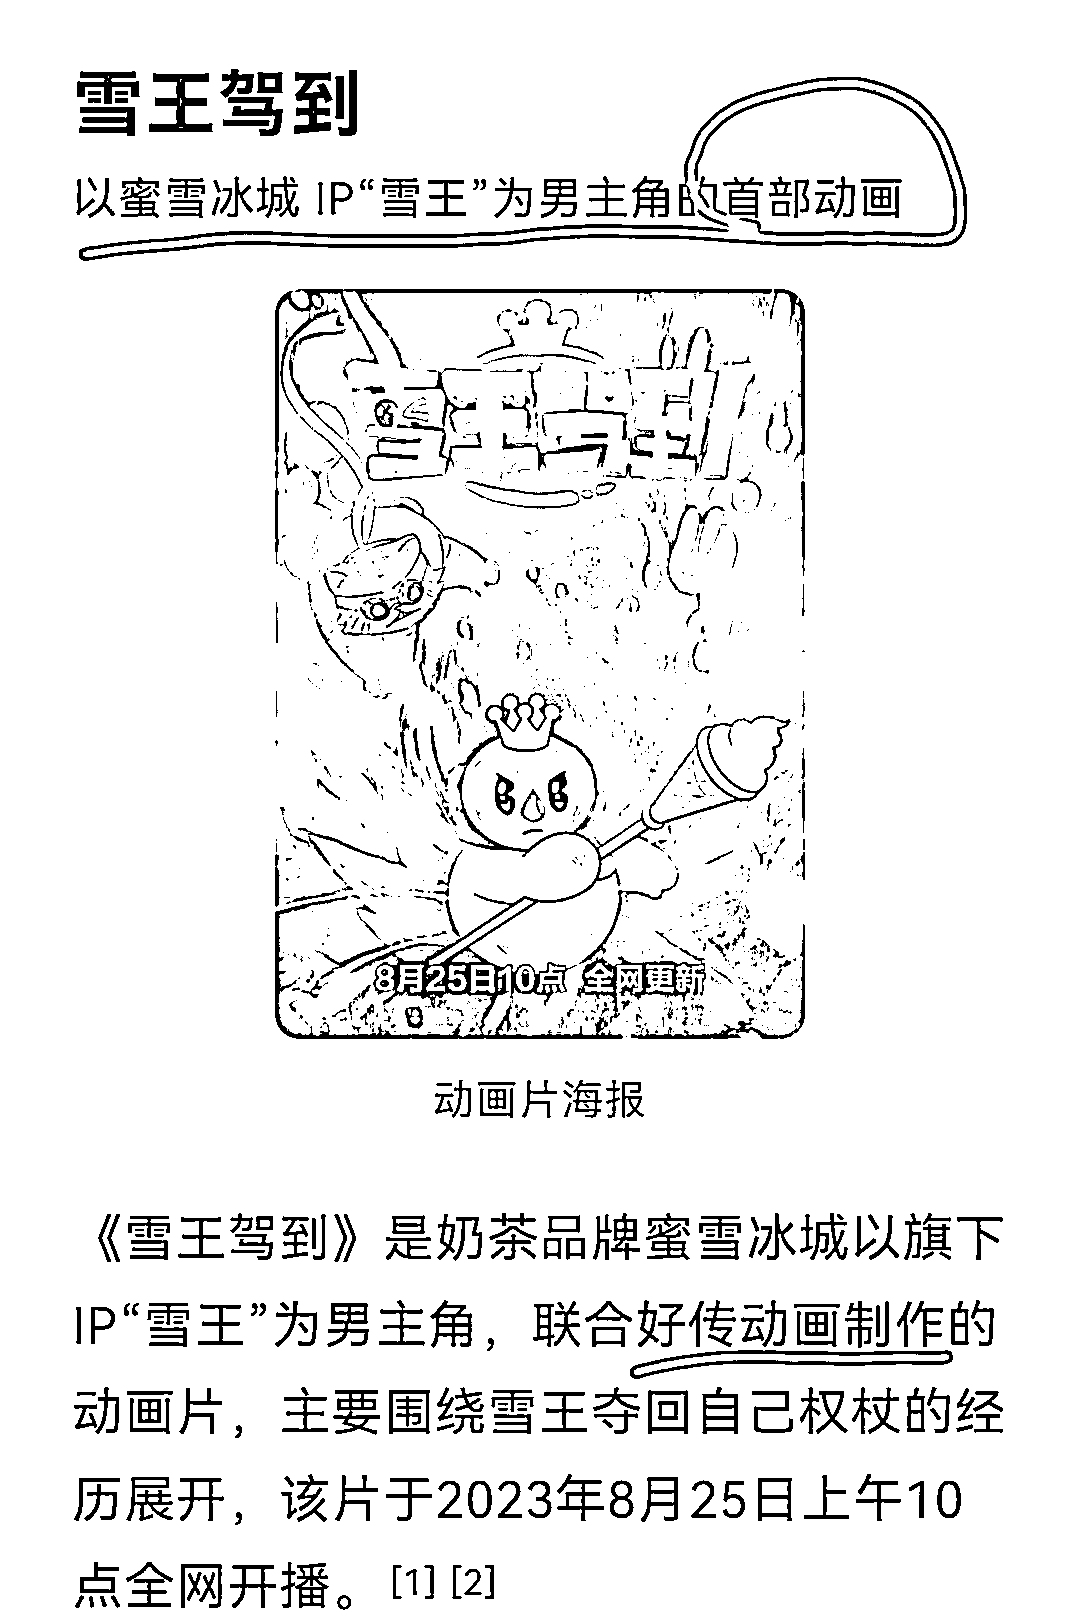 雪王驾到
以蜜雪冰城 IP“雪王”为男主角的首部动画
雪王驾到
8月25日10点 全网更新
动画片海报
《雪王驾到》是奶茶品牌蜜雪冰城以旗下
IP“雪王”为男主角，联合好传动画制作的
动画片，主要围绕雪王夺回自己权杖的经
历展开，该片于2023年8月25日上午10
点全网开播。[1] [2]